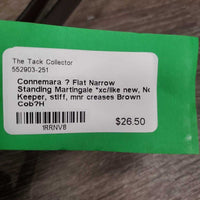 The Tack Collector
552903-251
Connemara ? Flat Narrow
Standing Martingale *xc/like new, No
Keeper, stiff, mnr creases Brown
Cob?H
1RRNV8
$26.50